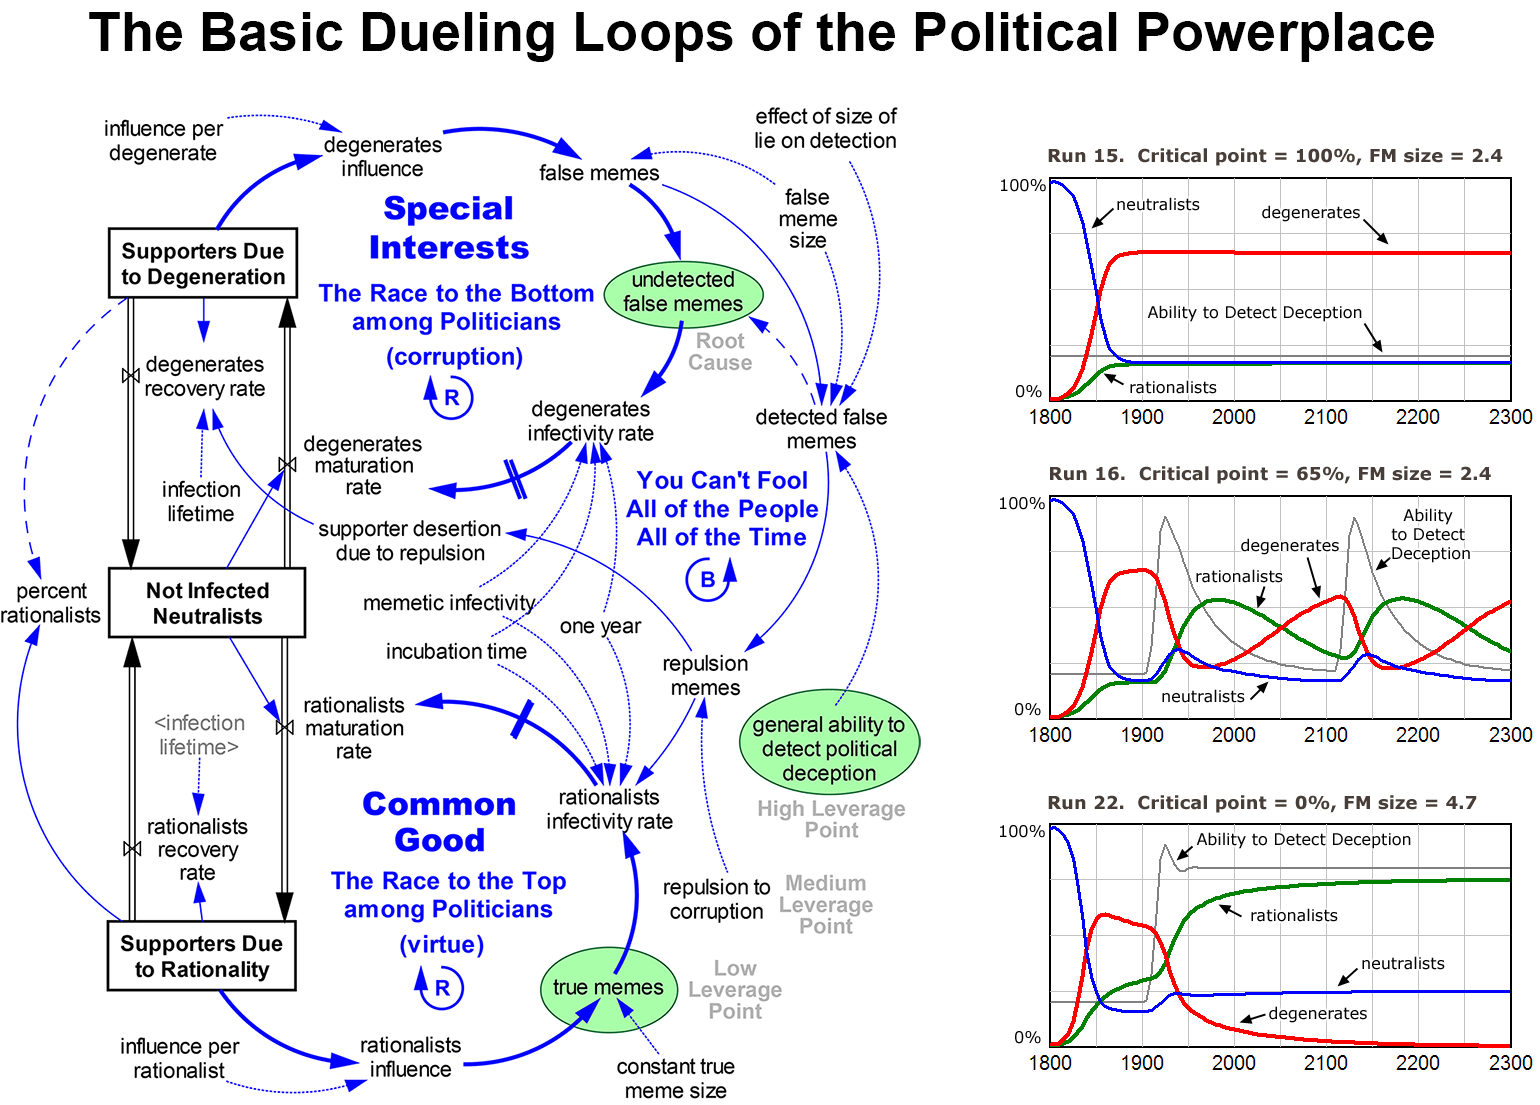 The Basic Dueling Loops of the Political Powerplace
influence per
degenerate
degenerates
influence
false memes
effect of size of
lie on detection
false
meme
size
Special
Interests
The Race to the Bottom
among Politicians
(corruption)
R
Supporters Due
to Degeneration
undetected
false memes
Root
Cause
degenerates
recovery rate
degenerates
infectivity rate
detected false
memes
degenerates
maturation
rate
infection
lifetime
supporter desertion
due to repulsion
You Can't Fool
All of the People
All of the Time
B
percent
rationalists
Not Infected
Neutralists
memetic infectivity
one year
incubation time
repulsion
memes
rationalists
maturation
rate
<infection
lifetime>
general ability to
detect political
deception
High Leverage
Point
rationalists
infectivity rate
Common
Good
The Race to the Top
among Politicians
(virtue)
R
rationalists
recovery
rate
repulsion to
corruption
Medium
Leverage
Point
Supporters Due
to Rationality
true memes
Low
Leverage
Point
influence per
rationalist
rationalists
influence
constant true
meme size
Run 15.  Critical point = 100%, FM size = 2.4
100%
neutralists
degenerates
Ability to Detect Deception
rationalists
0%
1800 1900 2000 2100 2200 2300
Run 16.  Critical point = 65%, FM size = 2.4
100%
Ability
to Detect
Deception
degenerates
rationalists
neutralists
0%
1800 1900 2000 2100 2200 2300
Run 22.  Critical point = 0%, FM size = 4.7
100%
Ability to Detect Deception
rationalists
neutralists
degenerates
0%
1800 1900 2000 2100 2200 2300